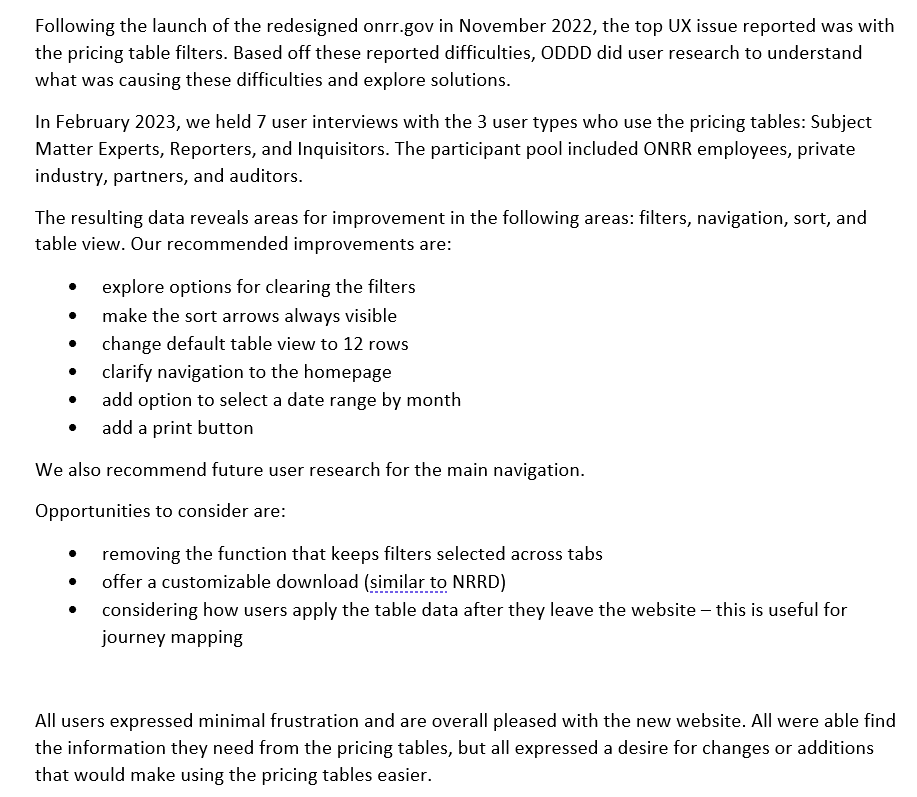 Following the launch of the redesigned onrr.gov in November 2022, the top UX issue reported was with
the pricing table filters. Based off these reported difficulties, ODDD did user research to understand
what was causing these difficulties and explore solutions.
In February 2023, we held 7 user interviews with the 3 user types who use the pricing tables: Subject
Matter Experts, Reporters, and Inquisitors. The participant pool included ONRR employees, private
industry, partners, and auditors.
The resulting data reveals areas for improvement in the following areas: filters, navigation, sort, and
table view. Our recommended improvements are:
• explore options for clearing the filters
• make the sort arrows always visible
• change default table view to 12 rows
• clarify navigation to the homepage
• add option to select a date range by month
• add a print button
We also recommend future user research for the main navigation.
Opportunities to consider are:
• removing the function that keeps filters selected across tabs
• offer a customizable download (similar to NRRD)
• considering how users apply the table data after they leave the website – this is useful for
journey mapping
All users expressed minimal frustration and are overall pleased with the new website. All were able find
the information they need from the pricing tables, but all expressed a desire for changes or additions
that would make using the pricing tables easier.